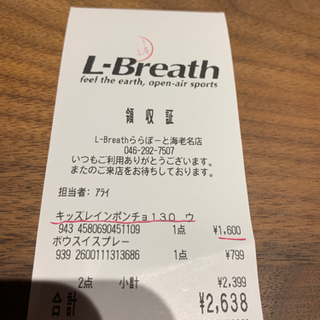 L-Breath
feel the earth, open-air sports
領収証
L-Breathららぽーと海老名店
046-292-7507
いつもご利用ありがとうございます。
またのご来店をお待ちしております。
担当者: アライ
キッズレインポンチョ130 ウ
943 4580690451109 1点 ¥1,600
ボウスイスプレー
939 2600111313686 1点 ¥799
2点 小計 ¥2,399
合計 ¥2,638